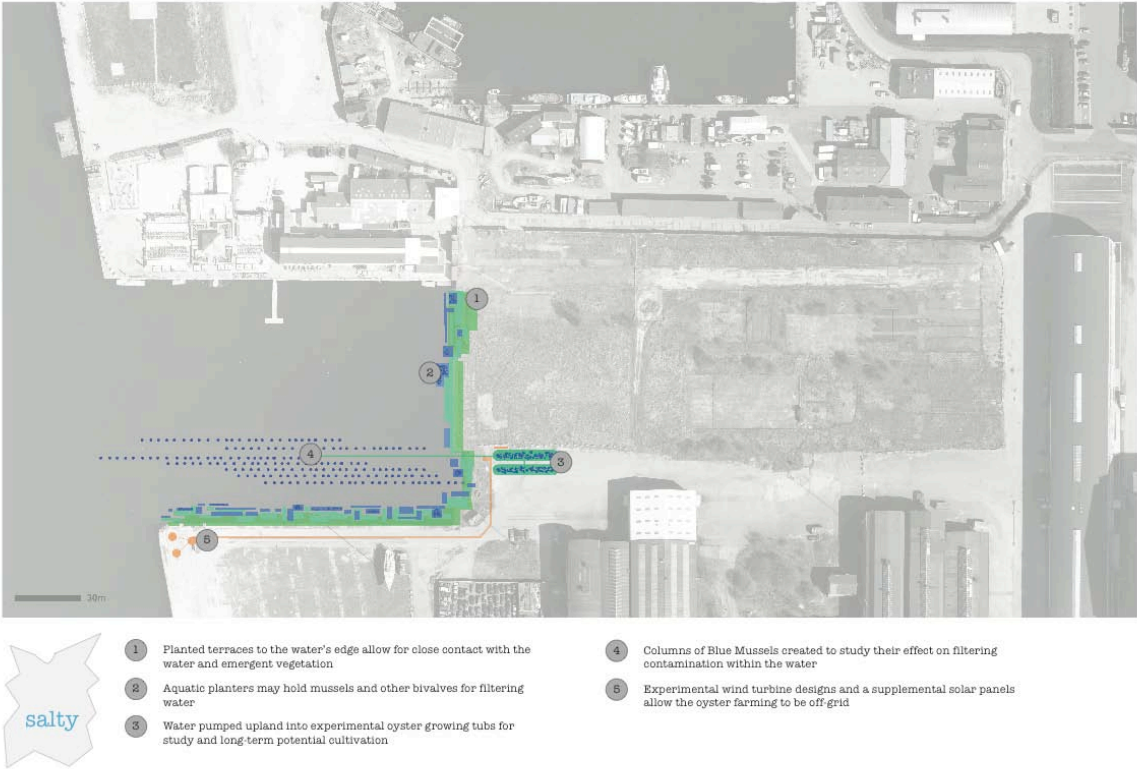 1
2
4
3
5
30m
salty
1 Planted terraces to the water's edge allow for close contact with the
water and emergent vegetation
2 Aquatic planters may hold mussels and other bivalves for filtering
water
3 Water pumped upland into experimental oyster growing tubs for
study and long-term potential cultivation
4 Columns of Blue Mussels created to study their effect on filtering
contamination within the water
5 Experimental wind turbine designs and a supplemental solar panels
allow the oyster farming to be off-grid